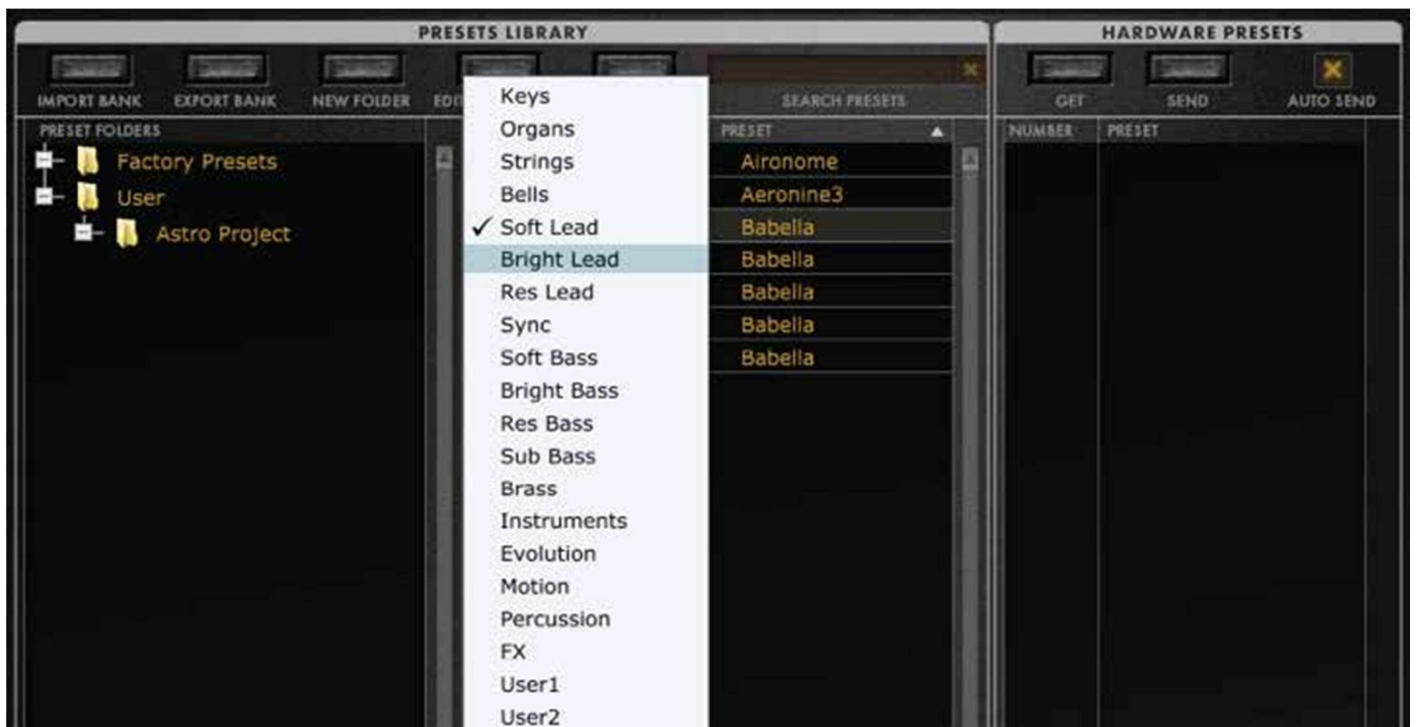 PRESETS LIBRARY
HARDWARE PRESETS
IMPORT BANK
EXPORT BANK
NEW FOLDER
SEARCH PRESETS
GET
SEND
AUTO SEND
PRESET FOLDERS
PRESET
NUMBER
PRESET
Factory Presets
User
Astro Project
Keys
Organs
Strings
Bells
✓ Soft Lead
Bright Lead
Res Lead
Sync
Soft Bass
Bright Bass
Res Bass
Sub Bass
Brass
Instruments
Evolution
Motion
Percussion
FX
User1
User2
Aironome
Aeronine3
Babella
Babella
Babella
Babella
Babella